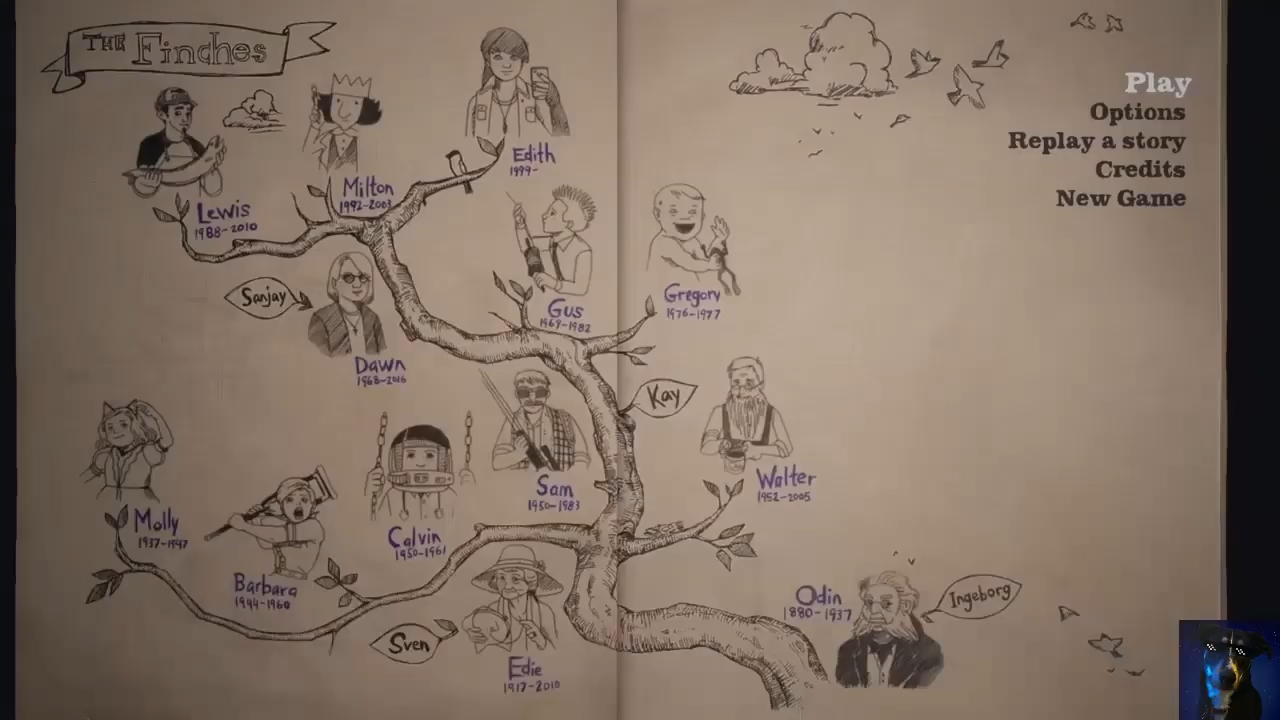 THE Finches
Play
Options
Replay a story
Credits
New Game
Edith
1999-
Milton
1992-2003
Lewis
1988-2010
Sanjay
Gus
1969-1982
Gregory
1976-1977
Dawn
1968-2016
Kay
Sam
1950-1983
Walter
1952-2005
Molly
1937-1947
Calvin
1950-1961
Barbara
1944-1960
Odin
1880-1937
Ingeborg
Sven
Edie
1917-2010